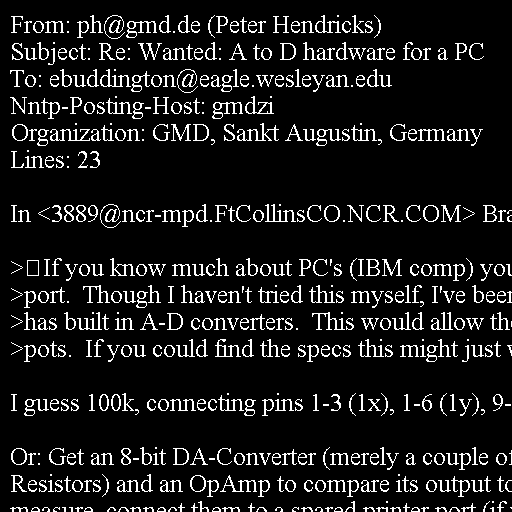 From: ph@gmd.de (Peter Hendricks)
Subject: Re: Wanted: A to D hardware for a PC
To: ebuddington@eagle.wesleyan.edu
Nntp-Posting-Host: gmdzi
Organization: GMD, Sankt Augustin, Germany
Lines: 23
In <3889@ncr-mpd.FtCollinsCO.NCR.COM> Bra
>If you know much about PC's (IBM comp) you
>port.  Though I haven't tried this myself, I've been
>has built in A-D converters.  This would allow the
>pots.  If you could find the specs this might just
I guess 100k, connecting pins 1-3 (1x), 1-6 (1y), 9-
Or: Get an 8-bit DA-Converter (merely a couple of
Resistors) and an OpAmp to compare its output to
measure, connect them to a spared printer port (if